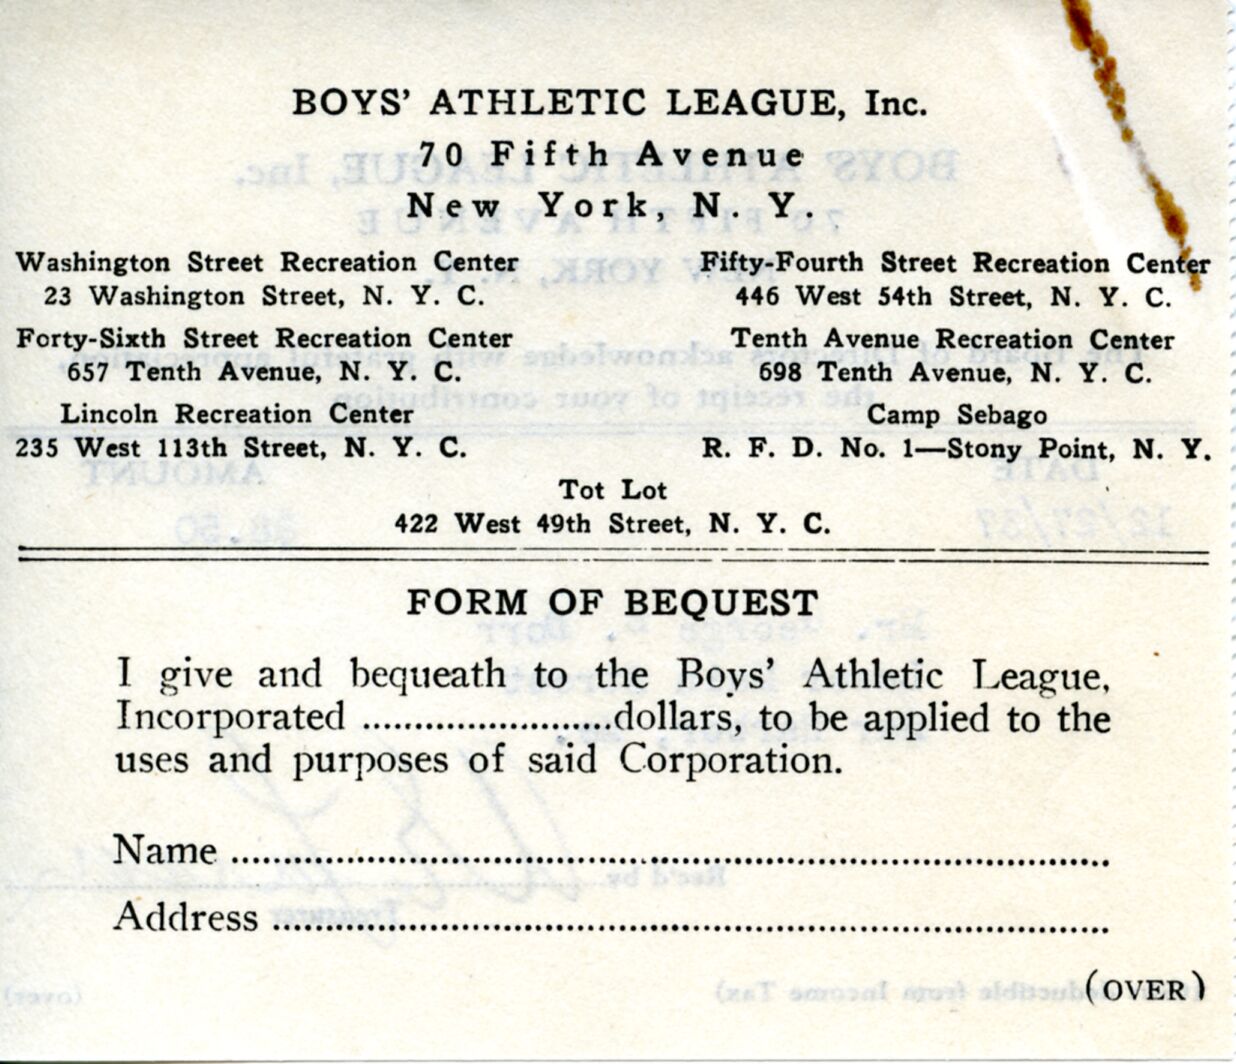 BOYS' ATHLETIC LEAGUE, Inc.
70 Fifth Avenue
New York, N. Y.
Washington Street Recreation Center
23 Washington Street, N. Y. C.
Fifty-Fourth Street Recreation Center
446 West 54th Street, N. Y. C.
Forty-Sixth Street Recreation Center
657 Tenth Avenue, N. Y. C.
Tenth Avenue Recreation Center
698 Tenth Avenue, N. Y. C.
Lincoln Recreation Center
235 West 113th Street, N. Y. C.
Camp Sebago
R. F. D. No. 1—Stony Point, N. Y.
Tot Lot
422 West 49th Street, N. Y. C.
FORM OF BEQUEST
I give and bequeath to the Boys' Athletic League,
Incorporated ........................dollars, to be applied to the
uses and purposes of said Corporation.
Name ....................................................................................
Address ................................................................................
(OVER)